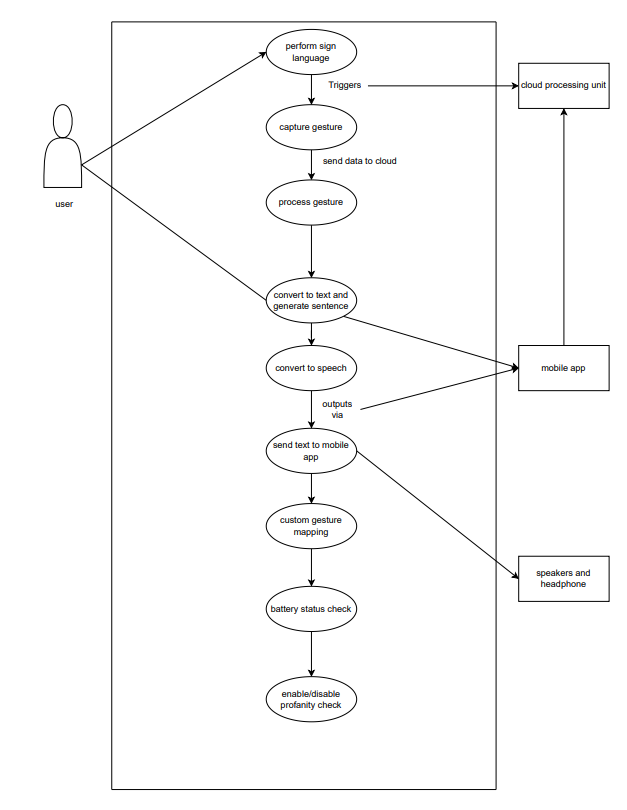 perform sign
language
Triggers
cloud processing unit
capture gesture
send data to cloud
user
process gesture
convert to text and
generate sentence
convert to speech
mobile app
outputs
via
send text to mobile
app
custom gesture
mapping
speakers and
headphone
battery status check
enable/disable
profanity check